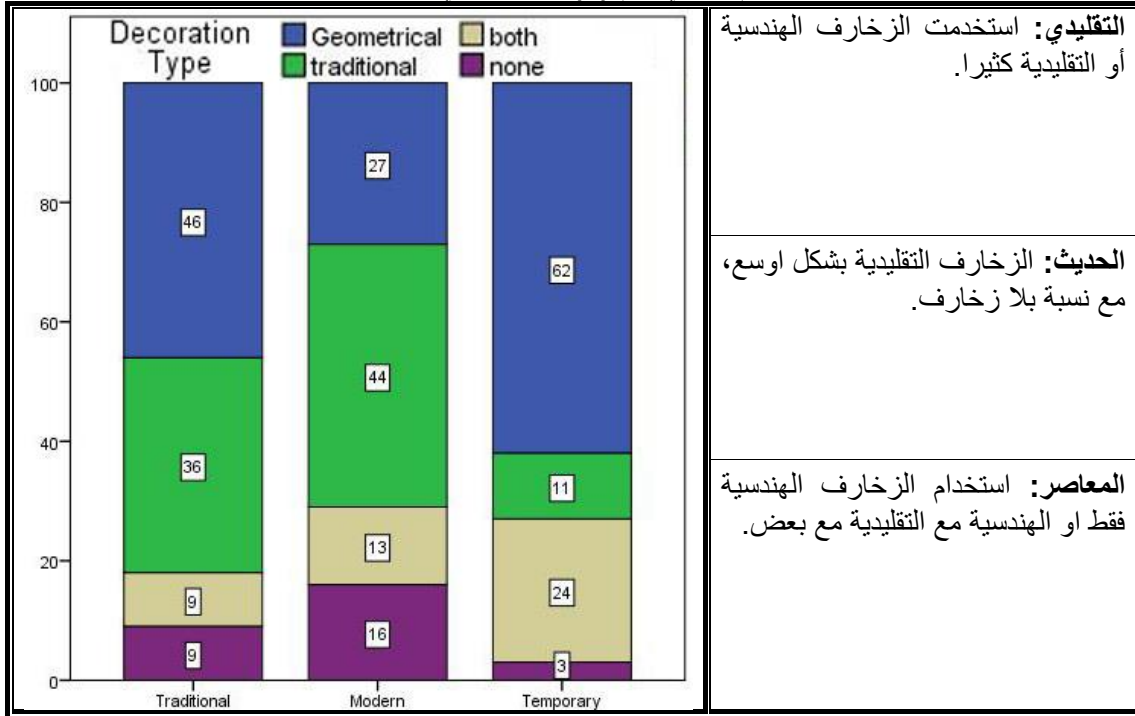 Decoration Type
Geometrical
both
traditional
none
100
80
60
40
20
0
46
36
9
9
27
44
13
16
62
11
24
3
Traditional
Modern
Temporary
التقليدي: استخدمت الزخارف الهندسية
أو التقليدية كثيرا.
الحديث: الزخارف التقليدية بشكل اوسع،
مع نسبة بلا زخارف.
المعاصر: استخدام الزخارف الهندسية
فقط او الهندسية مع التقليدية مع بعض.